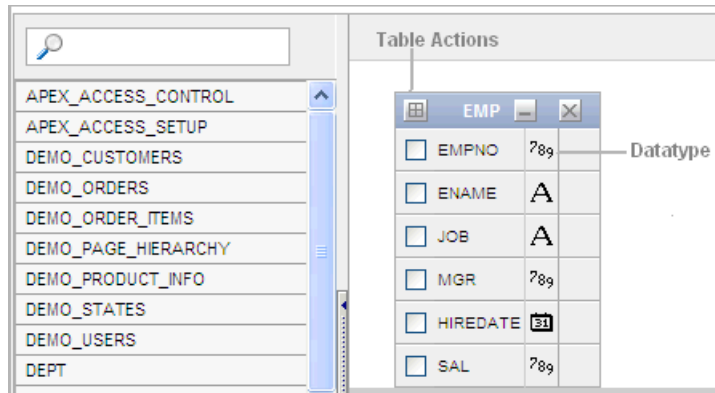 APEX_ACCESS_CONTROL
APEX_ACCESS_SETUP
DEMO_CUSTOMERS
DEMO_ORDERS
DEMO_ORDER_ITEMS
DEMO_PAGE_HIERARCHY
DEMO_PRODUCT_INFO
DEMO_STATES
DEMO_USERS
DEPT
Table Actions
EMP
EMPNO 789 Datatype
ENAME A
JOB A
MGR 789
HIREDATE 31
SAL 789